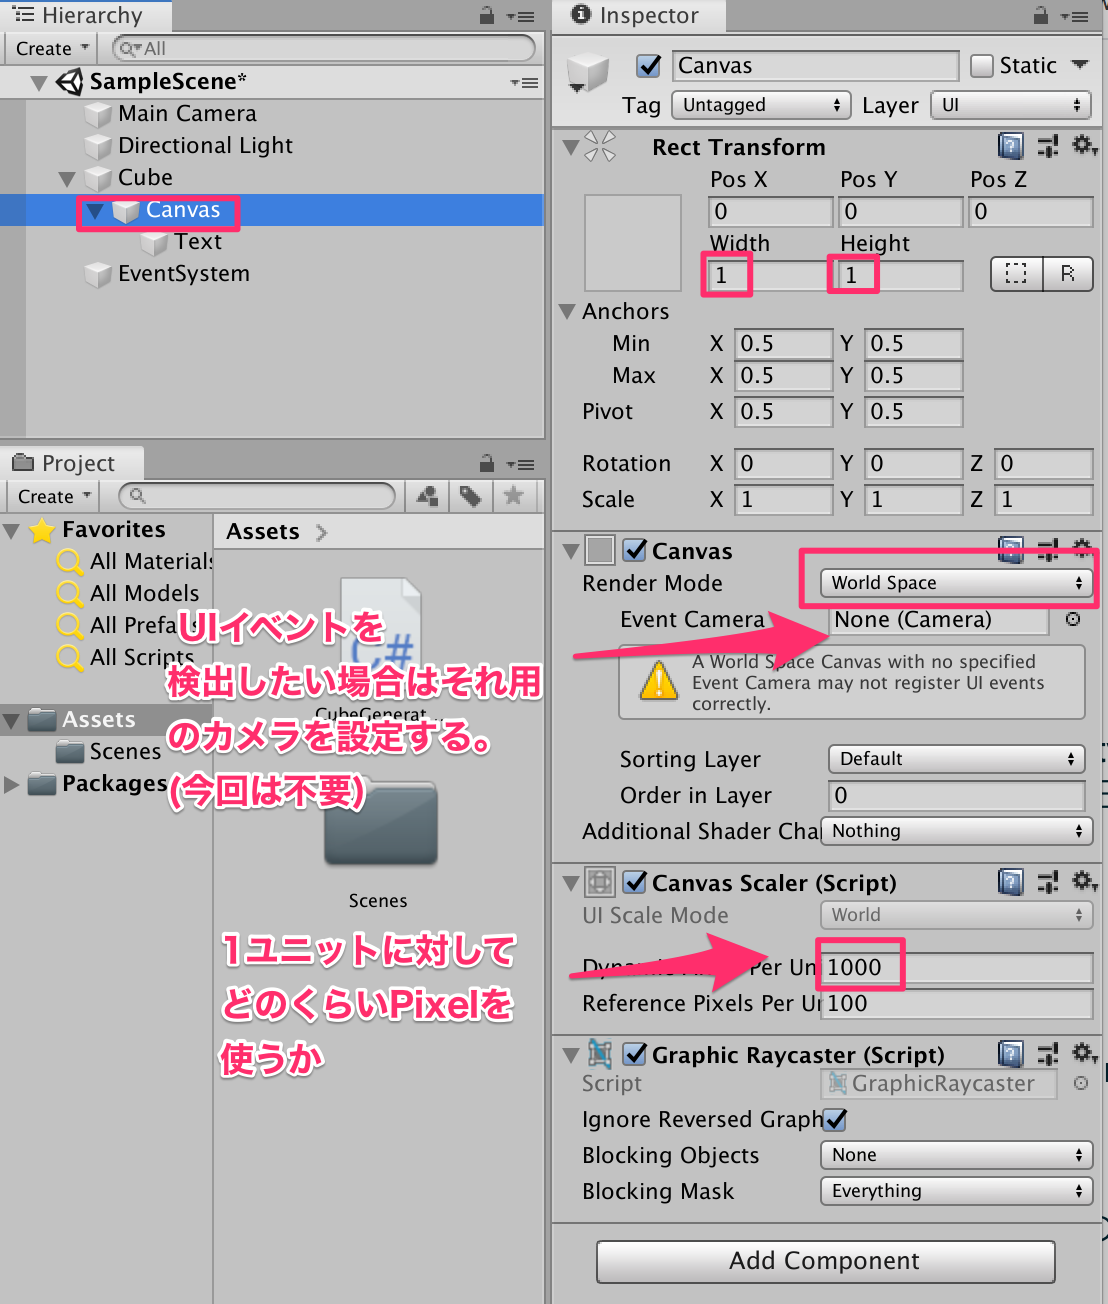 Hierarchy
Create
All
SampleScene*
Main Camera
Directional Light
Cube
Canvas
Text
EventSystem
Project
Create
Favorites
All Materials
All Models
All Prefabs
All Scripts
Assets
Scenes
Packages
Assets
C#
CubeGenerat...
Scenes
UIイベントを
検出したい場合はそれ用
のカメラを設定する。
(今回は不要)
1ユニットに対して
どのくらいPixelを
使うか
Inspector
Canvas
Static
Tag Untagged Layer UI
Rect Transform
Pos X Pos Y Pos Z
0 0 0
Width Height
1 1
R
Anchors
Min X 0.5 Y 0.5
Max X 0.5 Y 0.5
Pivot X 0.5 Y 0.5
Rotation X 0 Y 0 Z 0
Scale X 1 Y 1 Z 1
Canvas
Render Mode World Space
Event Camera None (Camera)
A World Space Canvas with no specified
Event Camera may not register UI events
correctly.
Sorting Layer Default
Order in Layer 0
Additional Shader Cha Nothing
Canvas Scaler (Script)
UI Scale Mode World
Per Un 1000
Reference Pixels Per Ur 100
Graphic Raycaster (Script)
Script GraphicRaycaster
Ignore Reversed Graph
Blocking Objects None
Blocking Mask Everything
Add Component